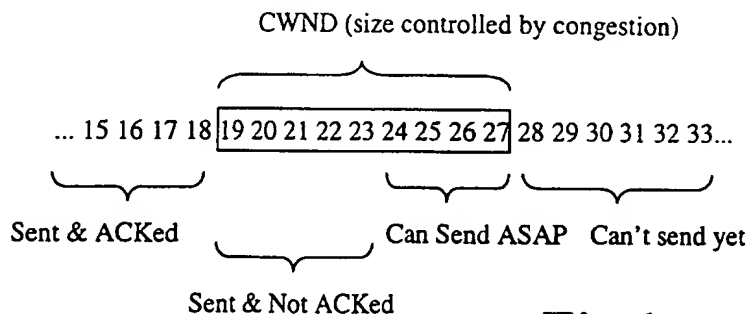 CWND (size controlled by congestion)
... 15 16 17 18 19 20 21 22 23 24 25 26 27 28 29 30 31 32 33...
Sent & ACKed
Can Send ASAP
Can't send yet
Sent & Not ACKed